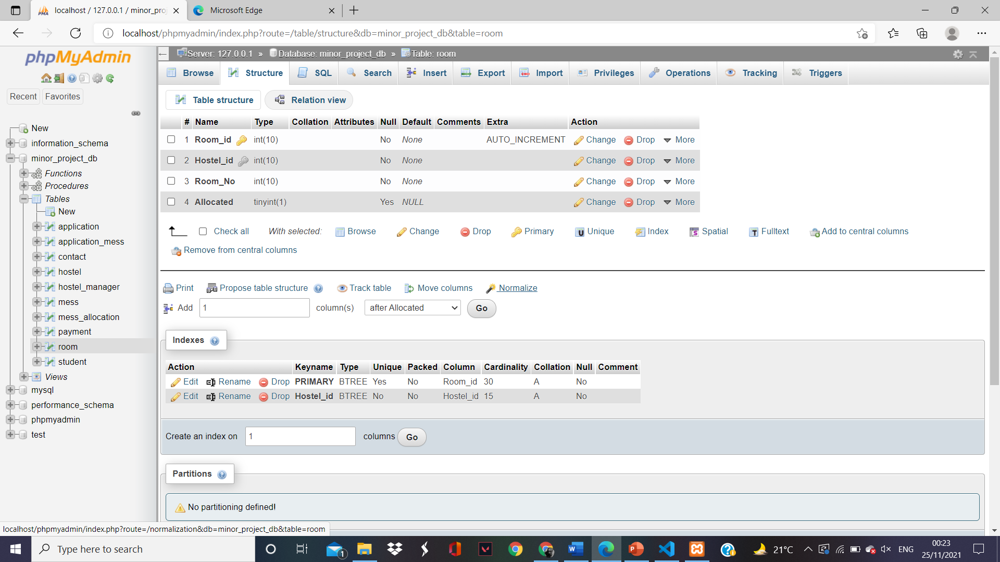 localhost / 127.0.0.1 / minor_pro
Microsoft Edge
localhost/phpmyadmin/index.php?route=/table/structure&db=minor_project_db&table=room
phpMyAdmin
Recent Favorites
New
information_schema
minor_project_db
Functions
Procedures
Tables
New
application
application_mess
contact
hostel
hostel_manager
mess
mess_allocation
payment
room
student
Views
mysql
performance_schema
phpmyadmin
test
Server: 127.0.0.1 » Database: minor_project_db » Table: room
Browse Structure SQL Search Insert Export Import Privileges Operations Tracking Triggers
Table structure Relation view
# Name Type Collation Attributes Null Default Comments Extra Action
1 Room_id int(10) No None AUTO_INCREMENT Change Drop More
2 Hostel_id int(10) No None Change Drop More
3 Room_No int(10) No None Change Drop More
4 Allocated tinyint(1) Yes NULL Change Drop More
Check all With selected: Browse Change Drop Primary Unique Index Spatial Fulltext Add to central columns
Remove from central columns
Print Propose table structure Track table Move columns Normalize
Add 1 column(s) after Allocated Go
Indexes
Action Keyname Type Unique Packed Column Cardinality Collation Null Comment
Edit Rename Drop PRIMARY BTREE Yes No Room_id 30 A No
Edit Rename Drop Hostel_id BTREE No No Hostel_id 15 A No
Create an index on 1 columns Go
Partitions
No partitioning defined!
localhost/phpmyadmin/index.php?route=/normalization&db=minor_project_db&table=room
Type here to search
1
21°C
ENG
00:23
25/11/2021